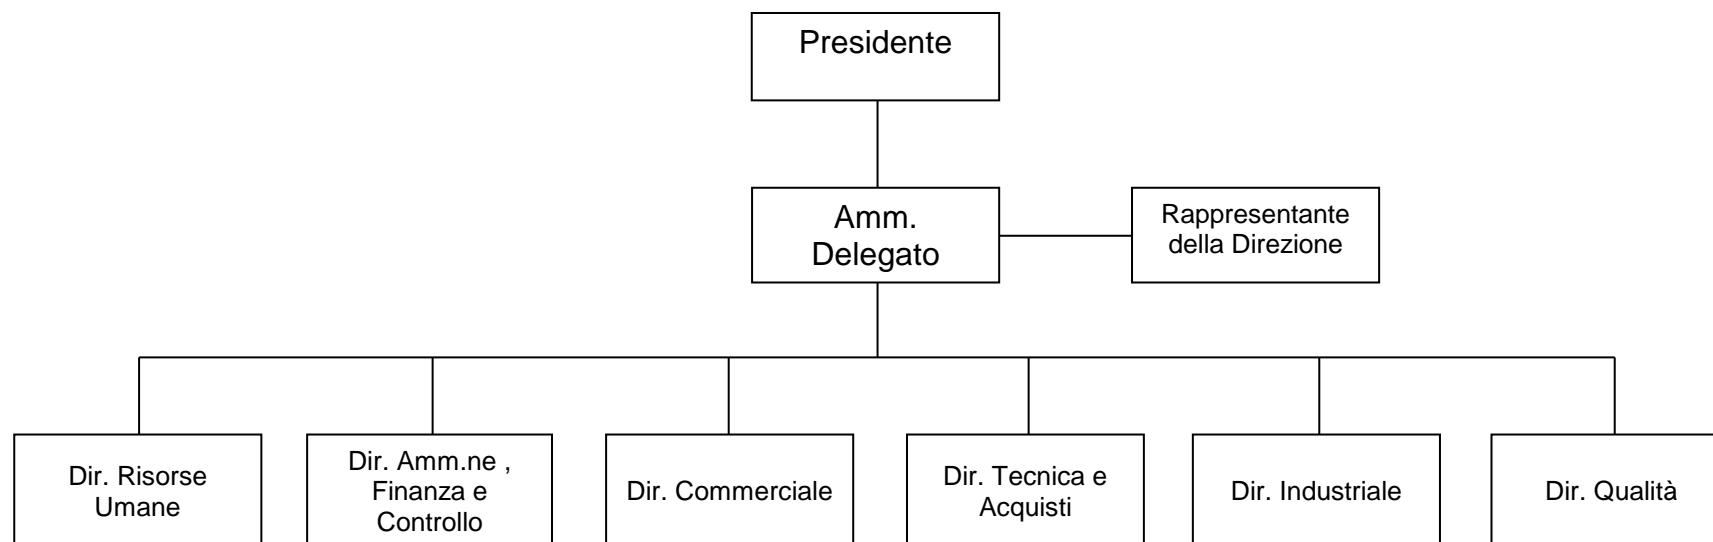 Presidente
Amm.
Delegato
Rappresentante
della Direzione
Dir. Risorse
Umane
Dir. Amm.ne ,
Finanza e
Controllo
Dir. Commerciale
Dir. Tecnica e
Acquisti
Dir. Industriale
Dir. Qualità